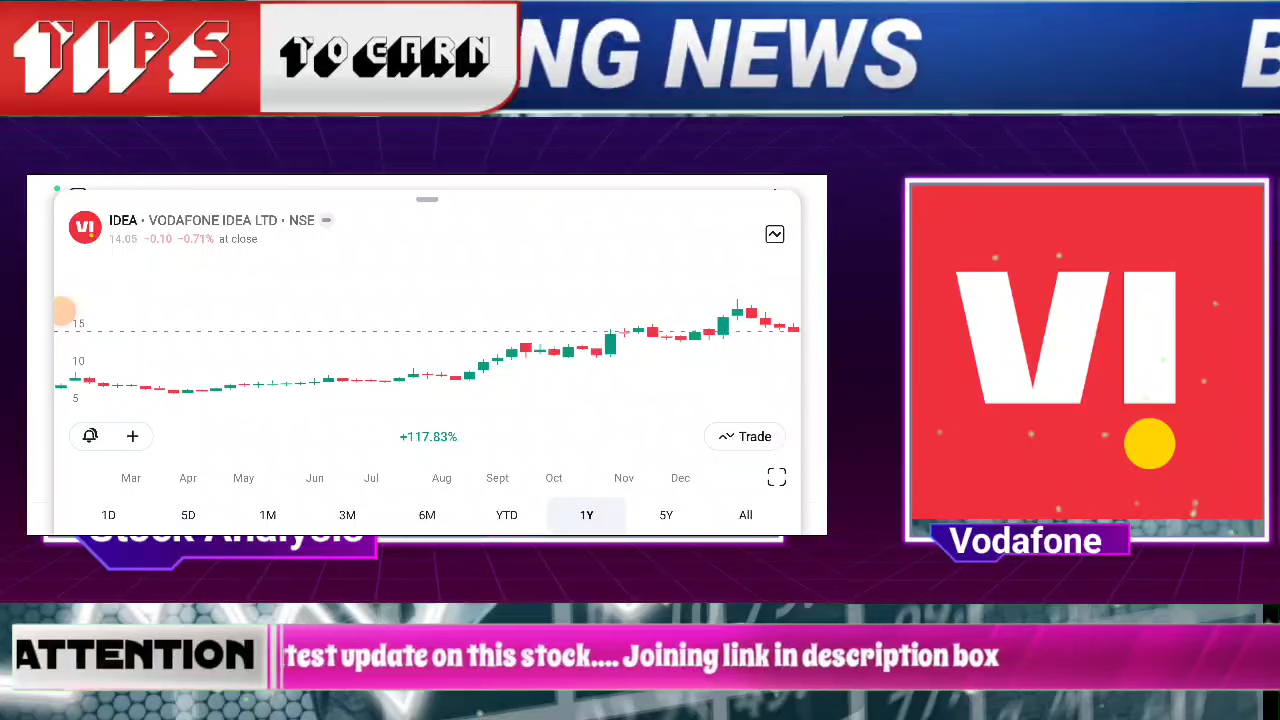 TIPS
TO EARN
NG NEWS
B
IDEA • VODAFONE IDEA LTD • NSE
14.05 −0.10 −0.71% at close
15
10
5
+117.83%
Trade
Mar Apr May Jun Jul Aug Sept Oct Nov Dec
1D 5D 1M 3M 6M YTD 1Y 5Y All
Stock Analysis
VI
Vodafone
ATTENTION
test update on this stock.... Joining link in description box